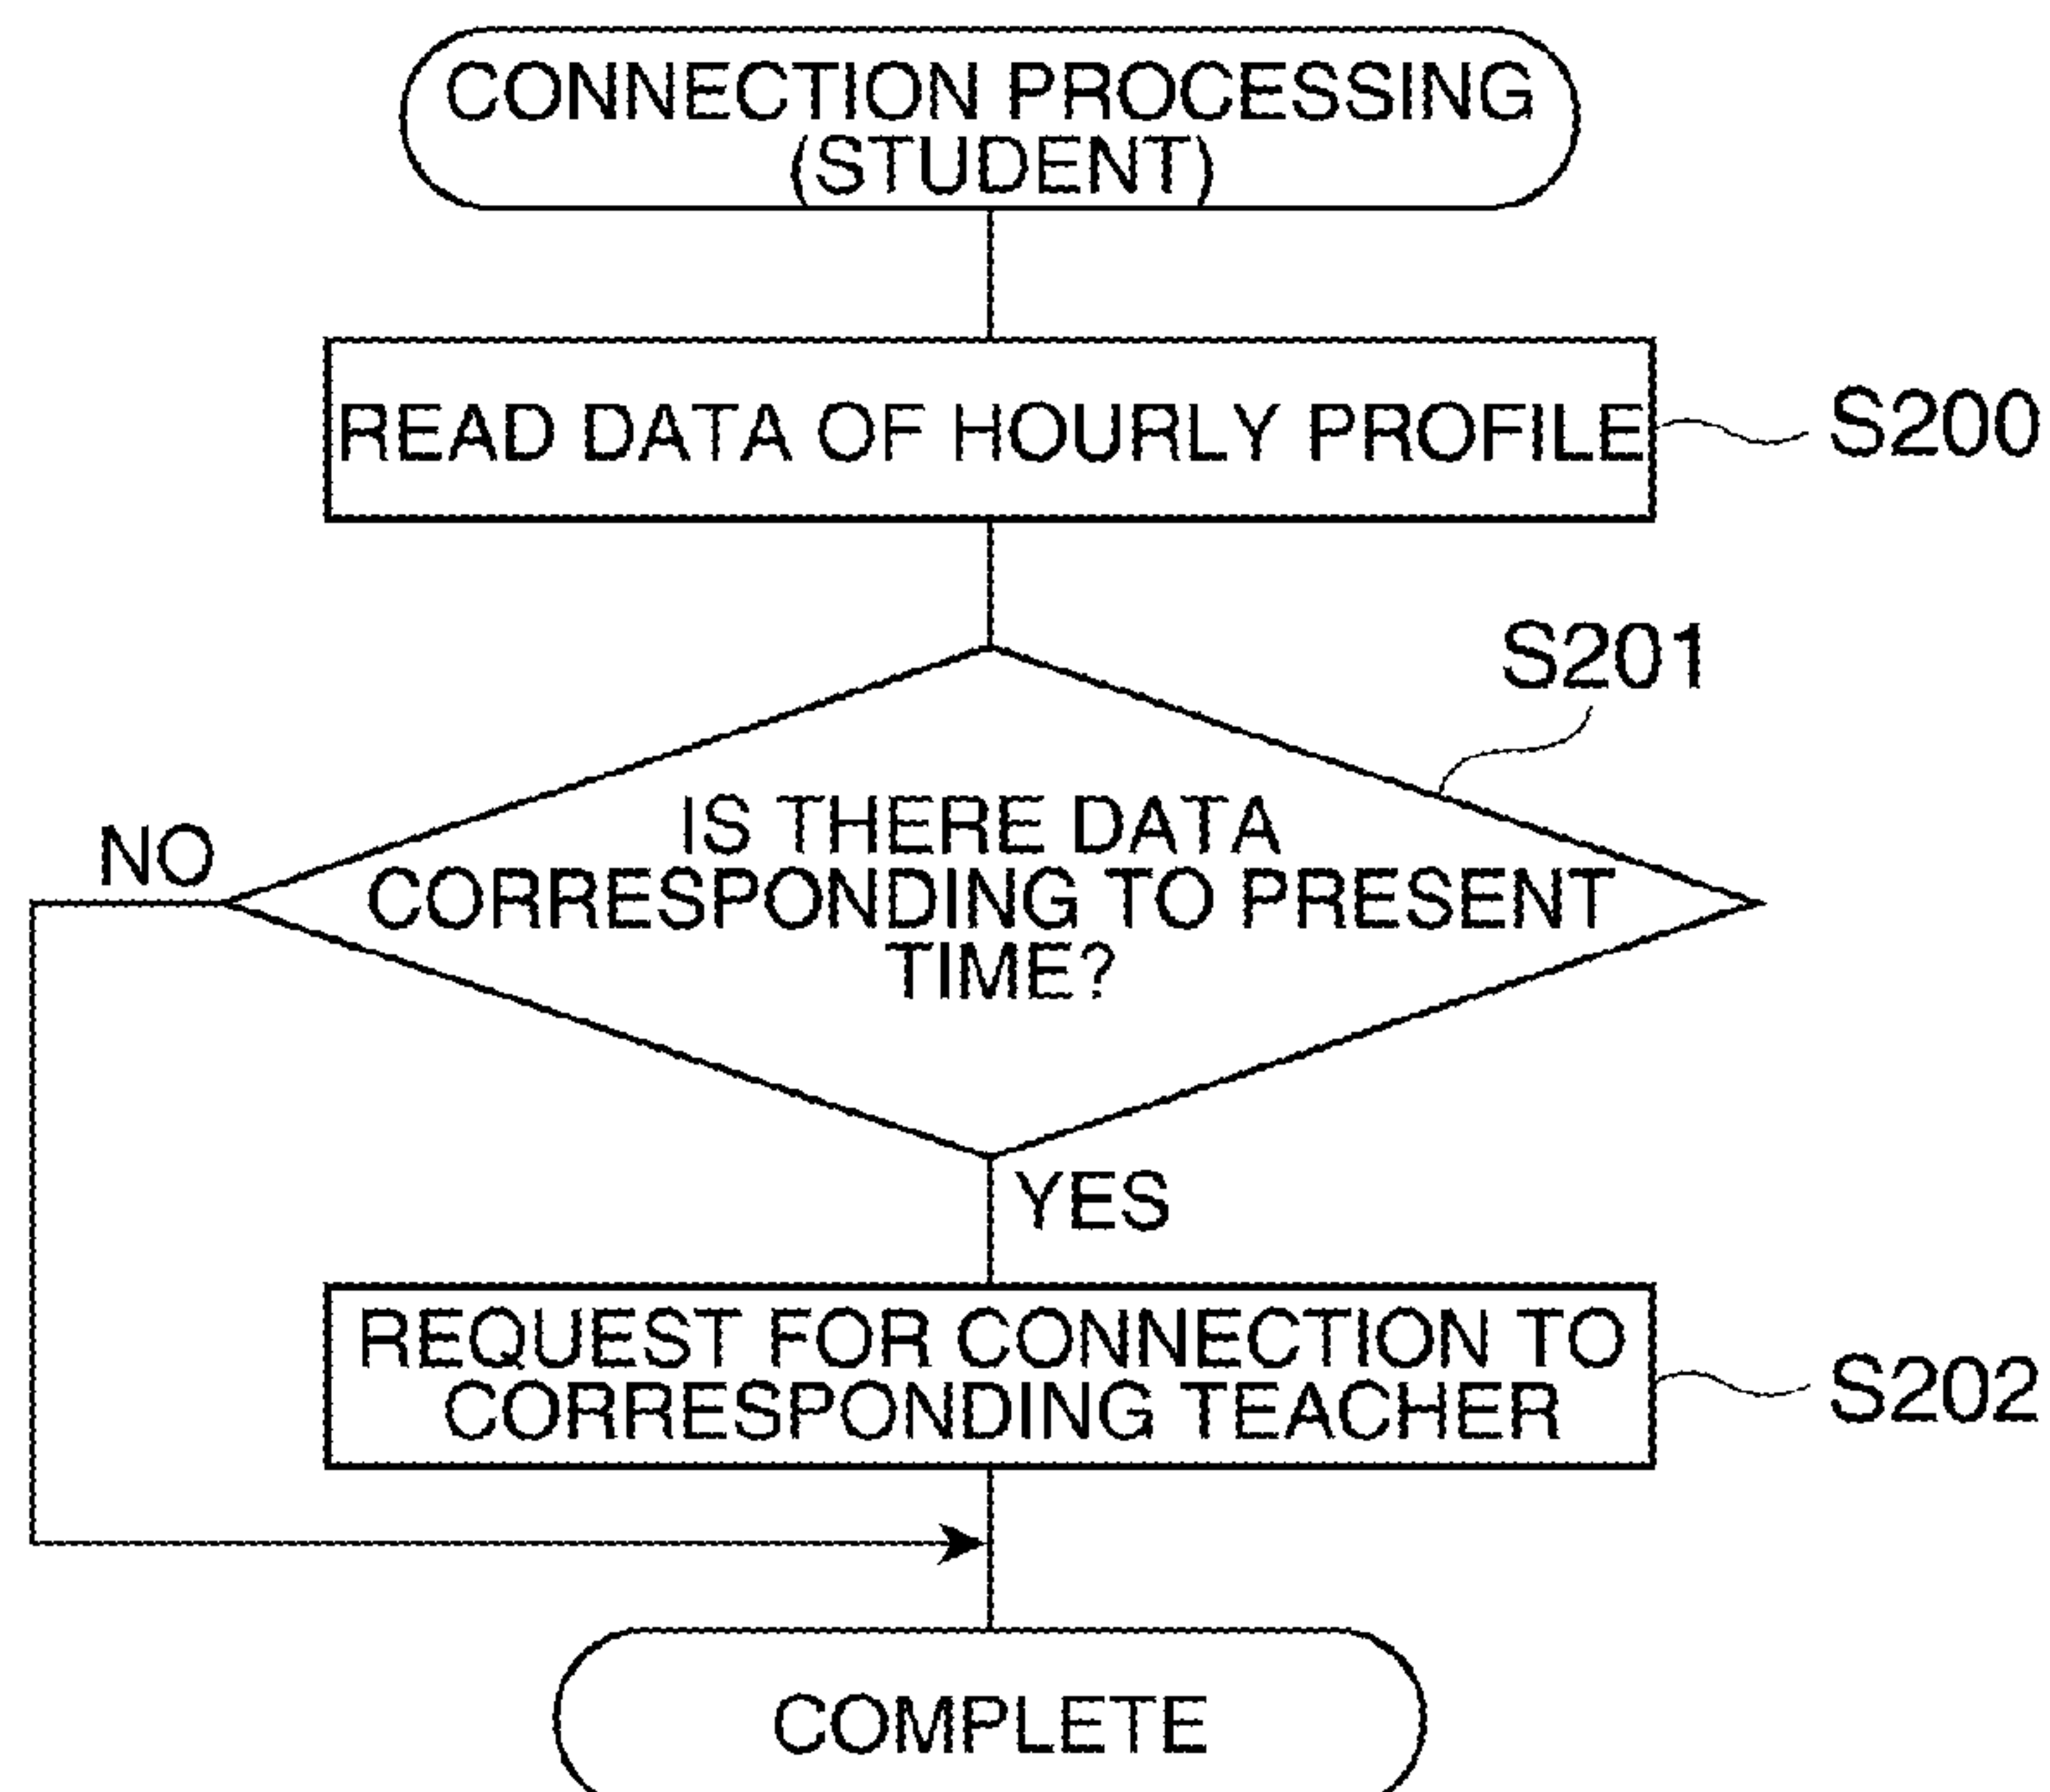 CONNECTION PROCESSING
(STUDENT)
READ DATA OF HOURLY PROFILE
S200
S201
IS THERE DATA
CORRESPONDING TO PRESENT
TIME?
NO
YES
REQUEST FOR CONNECTION TO
CORRESPONDING TEACHER
S202
COMPLETE